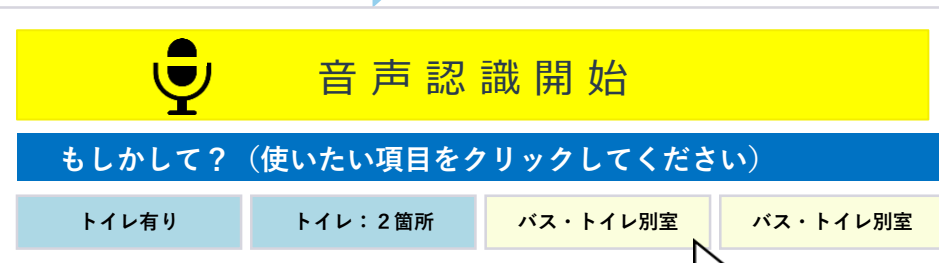 音声認識開始
もしかして？（使いたい項目をクリックしてください）
トイレ有り
トイレ：２箇所
バス・トイレ別室
バス・トイレ別室